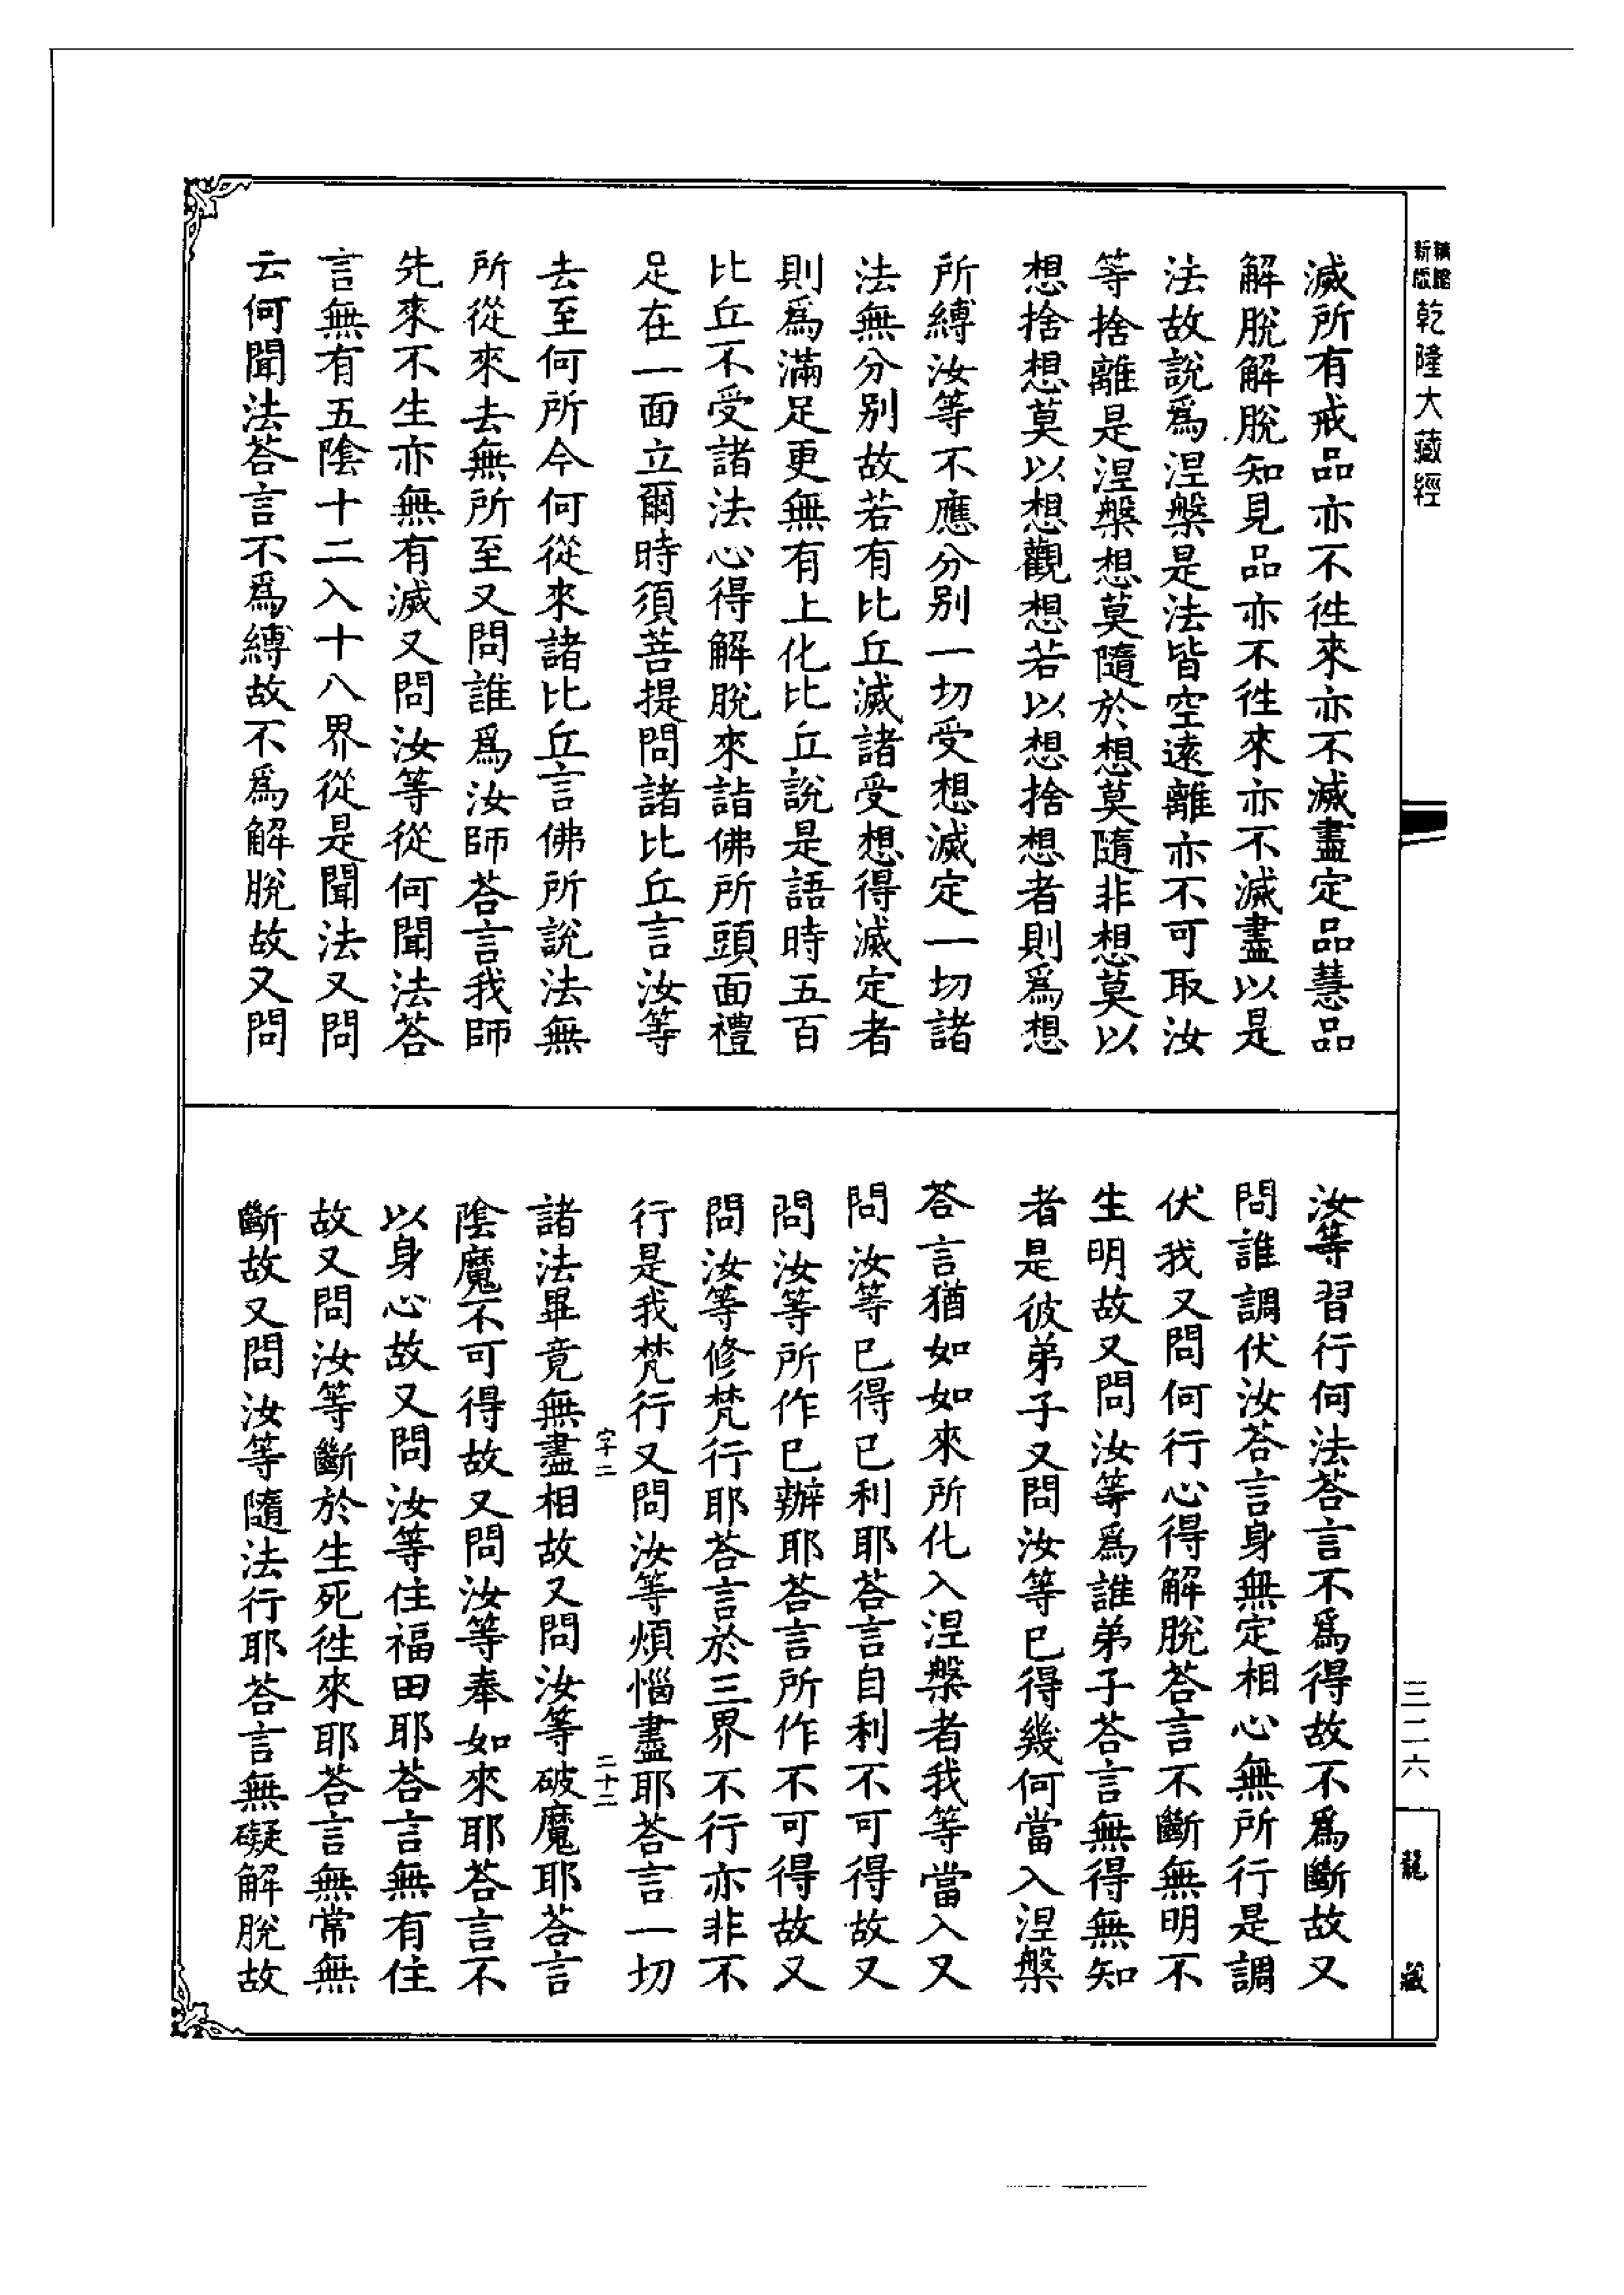 乾隆大藏經
滅所有戒品亦不徃來亦不滅盡定品慧品
解脫解脫知見品亦不徃來亦不滅盡以是
法故說爲涅槃是法皆空遠離亦不可取汝
等捨離是涅槃想莫隨於想莫隨非想莫以
想捨想莫以想觀想若以想捨想者則爲想
所縛汝等不應分別一切受想滅定一切諸
法無分别故若有比丘滅諸受想得滅定者
則爲滿足更無有上化比丘說是語時五百
比丘不受諸法心得解脫來詣佛所頭面禮
足在一面立爾時須菩提問諸比丘言汝等
去至何所今何從來諸比丘言佛所說法無
所從來去無所至又問誰爲汝師荅言我師
先來不生亦無有滅又問汝等從何聞法荅
言無有五陰十二入十八界從是聞法又問
云何聞法荅言不爲縛故不爲解脫故又問
汝等習行何法荅言不爲得故不爲斷故又
問誰調伏汝荅言身無定相心無所行是調
伏我又問何行心得解脫荅言不斷無明不
生明故又問汝等爲誰弟子荅言無得無知
者是彼弟子又問汝等已得幾何當入涅槃
荅言猶如如來所化入涅槃者我等當入又
問汝等已得已利耶荅言自利不可得故又
問汝等所作已辦耶荅言所作不可得故又
問汝等修梵行耶荅言於三界不行亦非不
行是我梵行又問汝等煩惱盡耶荅言一切
字二 二十二
諸法畢竟無盡相故又問汝等破魔耶荅言
陰魔不可得故又問汝等奉如來耶荅言不
以身心故又問汝等住福田耶荅言無有住
故又問汝等斷於生死徃來耶荅言無常無
斷故又問汝等隨法行耶荅言無礙解脫故
三二六
龍藏